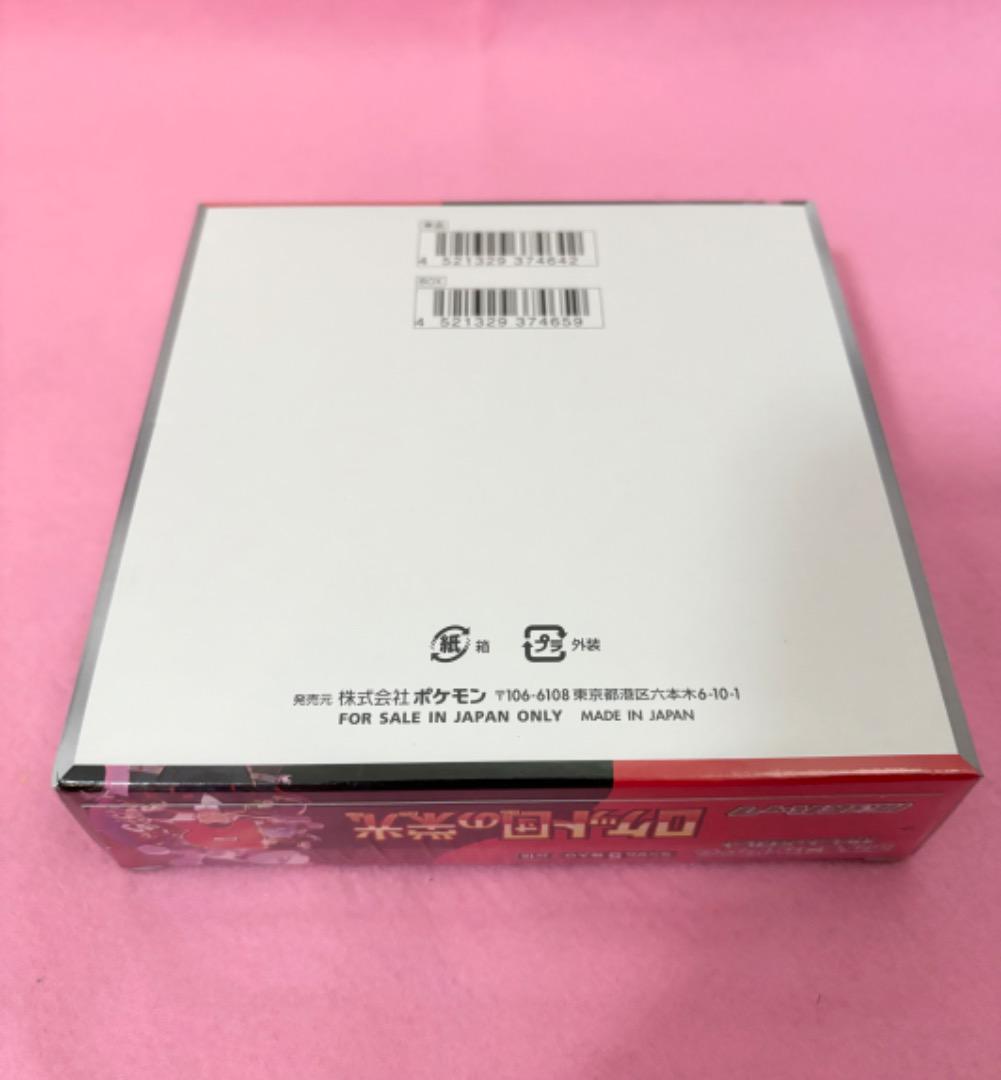 単品
4 521329 374642
BOX
4 521329 374659
紙 箱 プラ 外装
発売元 株式会社 ポケモン 〒106-6108 東京都港区六本木6-10-1
FOR SALE IN JAPAN ONLY MADE IN JAPAN
ロケット団の栄光